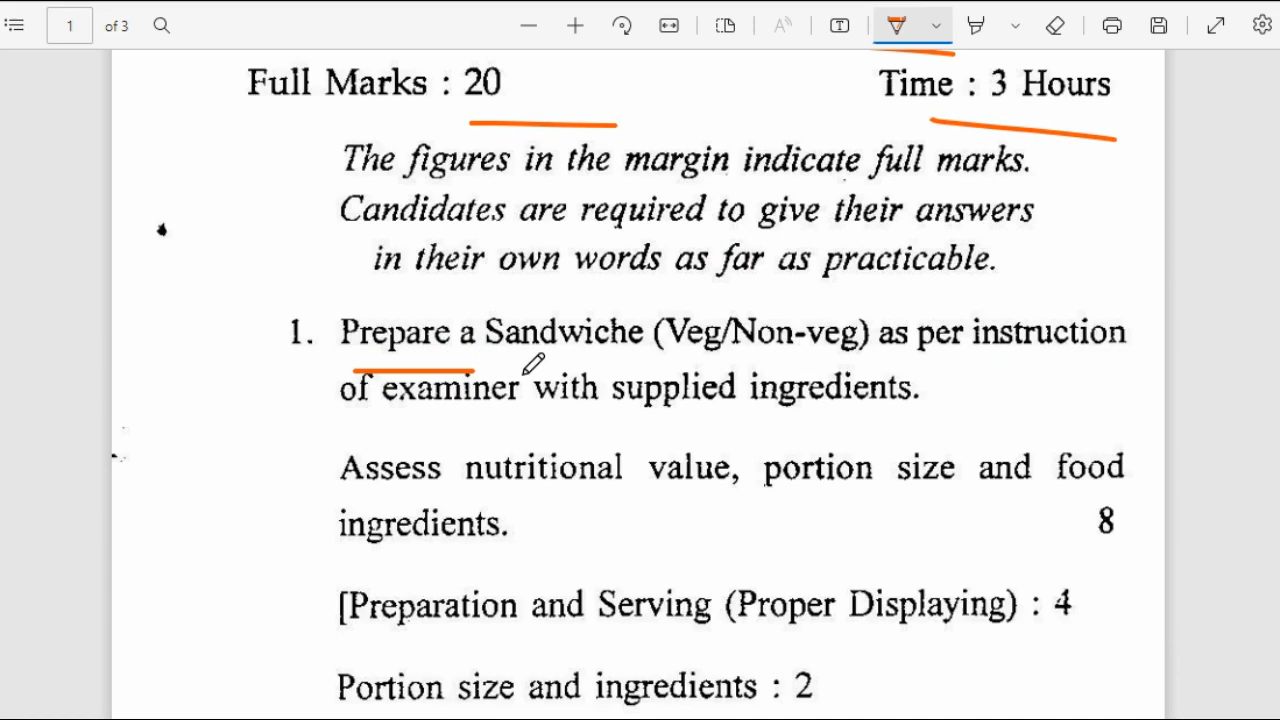 1 of 3
Full Marks : 20 Time : 3 Hours
The figures in the margin indicate full marks.
Candidates are required to give their answers
in their own words as far as practicable.
1. Prepare a Sandwiche (Veg/Non-veg) as per instruction
of examiner with supplied ingredients.
Assess nutritional value, portion size and food
ingredients. 8
[Preparation and Serving (Proper Displaying) : 4
Portion size and ingredients : 2